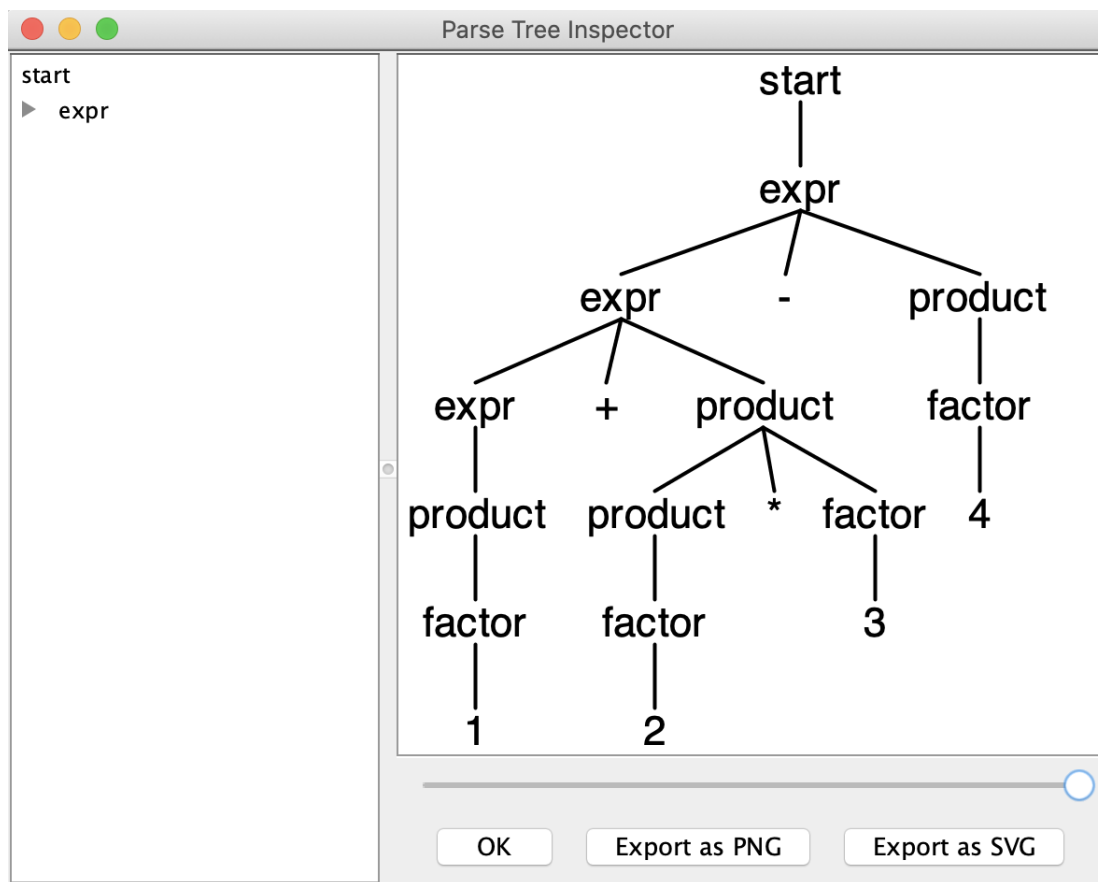 Parse Tree Inspector
start
expr
start
expr
expr - product
expr + product factor
product product * factor 4
factor factor 3
1 2
OK Export as PNG Export as SVG